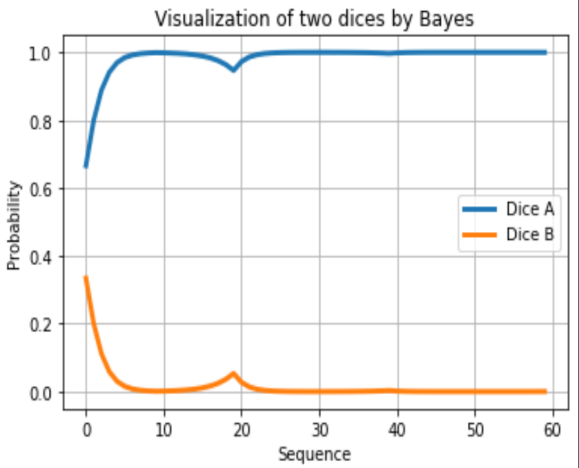 Visualization of two dices by Bayes
1.0
0.8
0.6
0.4
0.2
0.0
Probability
Dice A
Dice B
0 10 20 30 40 50 60
Sequence